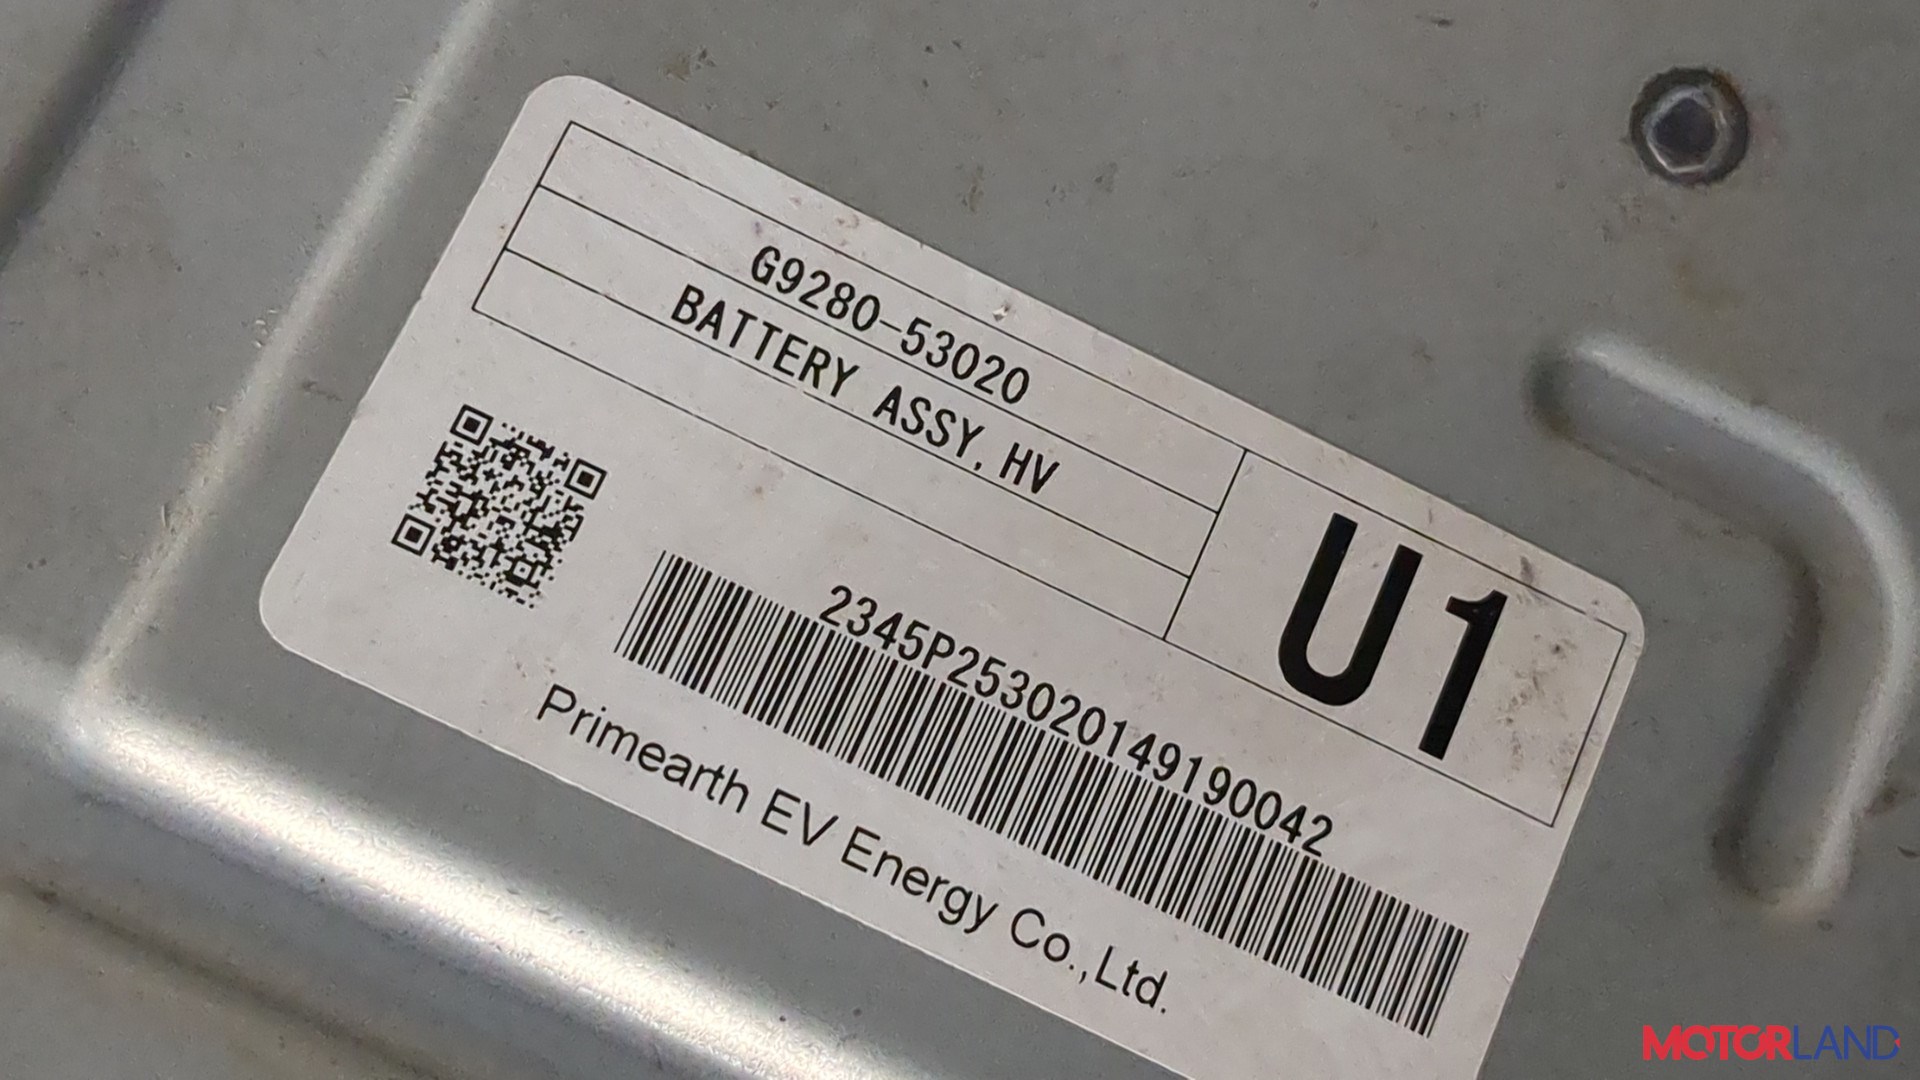 G9280-53020
BATTERY ASSY, HV
U1
2345P253020149190042
Primearth EV Energy Co.,Ltd.
MOTORLAND